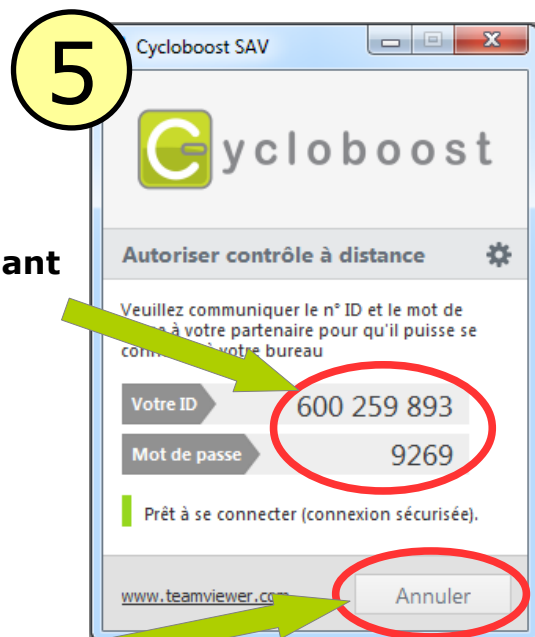 5
Cycloboost SAV
Cycloboost
ant
Autoriser contrôle à distance
Veuillez communiquer le n° ID et le mot de
à votre partenaire pour qu'il puisse se
votre bureau
Votre ID 600 259 893
Mot de passe 9269
Prêt à se connecter (connexion sécurisée).
www.teamviewer.com Annuler